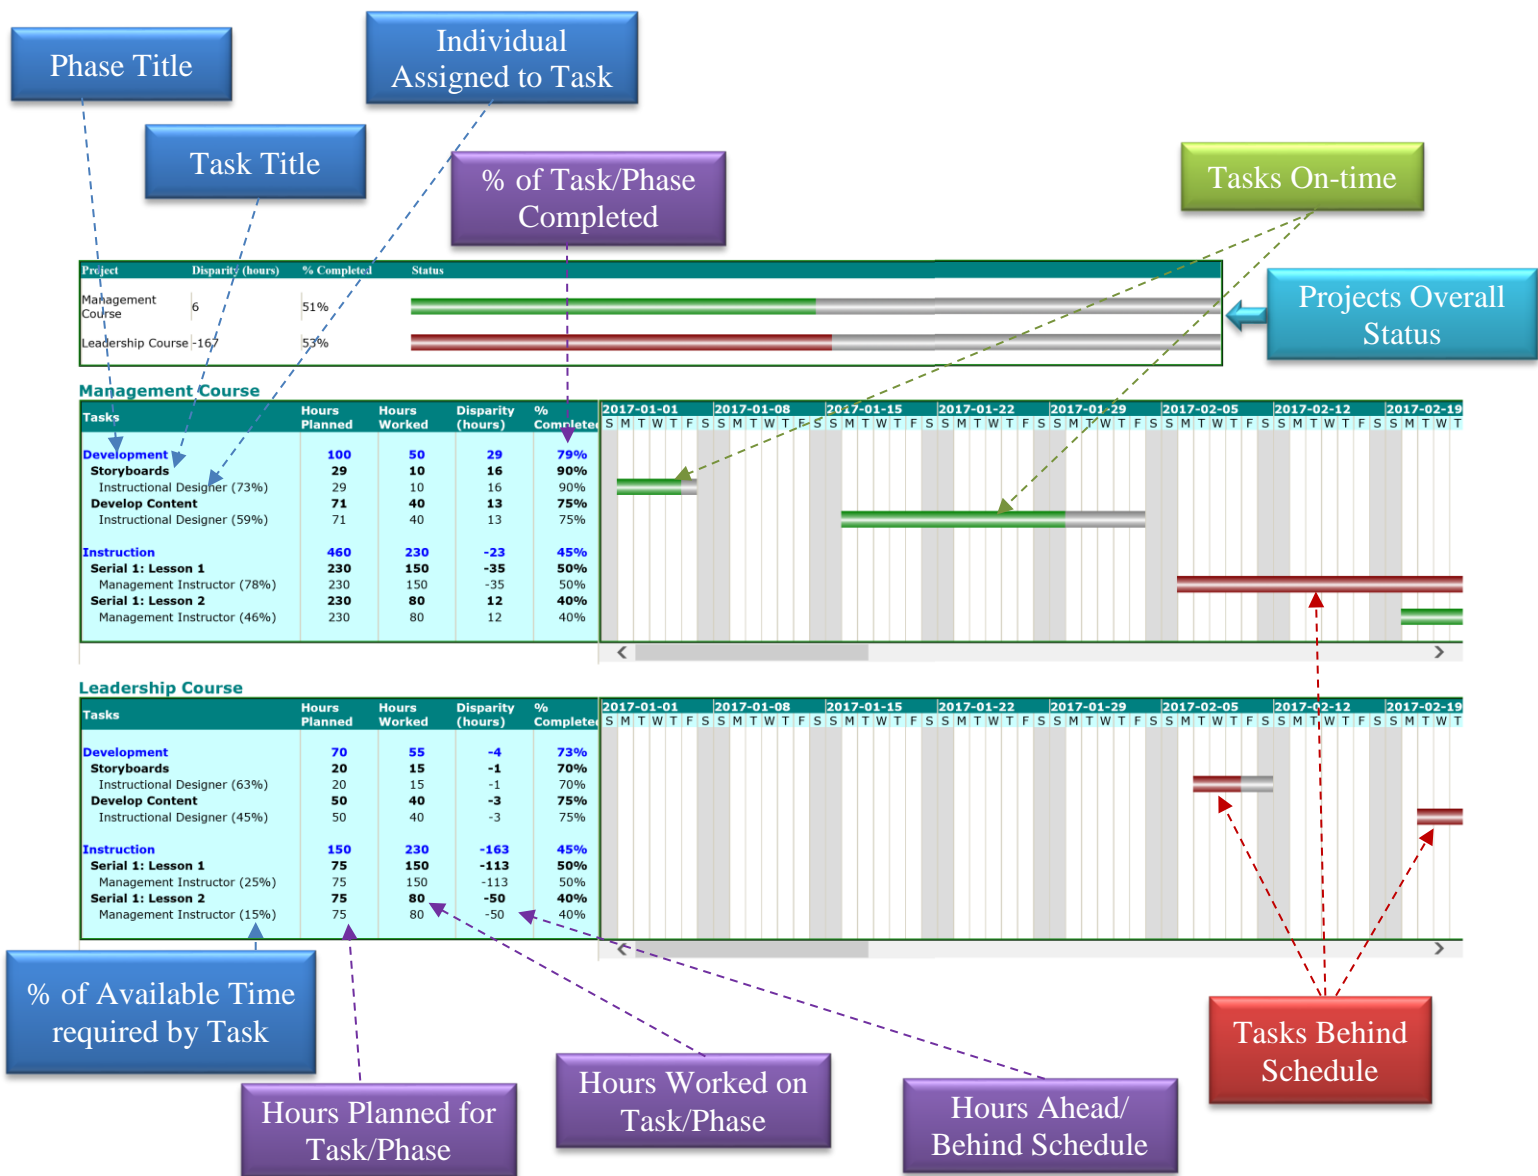 Phase Title
Individual
Assigned to Task
Task Title
% of Task/Phase
Completed
Tasks On-time
Project Disparity (hours) % Completed Status
Management
Course 6 51%
Leadership Course -167 53%
Projects Overall
Status
Management Course
Tasks Hours Planned Hours Worked Disparity (hours) % Completed 2017-01-01 2017-01-08 2017-01-15 2017-01-22 2017-01-29 2017-02-05 2017-02-12 2017-02-19
S M T W T F S S M T W T F S S M T W T F S S M T W T F S S M T W T F S S M T W T F S S M T W T F S S M T W T
Development 100 50 29 79%
Storyboards 29 10 16 90%
Instructional Designer (73%) 29 10 16 90%
Develop Content 71 40 13 75%
Instructional Designer (59%) 71 40 13 75%
Instruction 460 230 -23 45%
Serial 1: Lesson 1 230 150 -35 50%
Management Instructor (78%) 230 150 -35 50%
Serial 1: Lesson 2 230 80 12 40%
Management Instructor (46%) 230 80 12 40%
Leadership Course
Tasks Hours Planned Hours Worked Disparity (hours) % Completed 2017-01-01 2017-01-08 2017-01-15 2017-01-22 2017-01-29 2017-02-05 2017-02-12 2017-02-19
S M T W T F S S M T W T F S S M T W T F S S M T W T F S S M T W T F S S M T W T F S S M T W T F S S M T W T
Development 70 55 -4 73%
Storyboards 20 15 -1 70%
Instructional Designer (63%) 20 15 -1 70%
Develop Content 50 40 -3 75%
Instructional Designer (45%) 50 40 -3 75%
Instruction 150 230 -163 45%
Serial 1: Lesson 1 75 150 -113 50%
Management Instructor (25%) 75 150 -113 50%
Serial 1: Lesson 2 75 80 -50 40%
Management Instructor (15%) 75 80 -50 40%
% of Available Time
required by Task
Hours Planned for
Task/Phase
Hours Worked on
Task/Phase
Hours Ahead/
Behind Schedule
Tasks Behind
Schedule